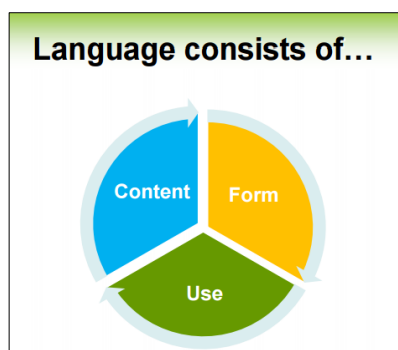 Language consists of…
Content
Form
Use